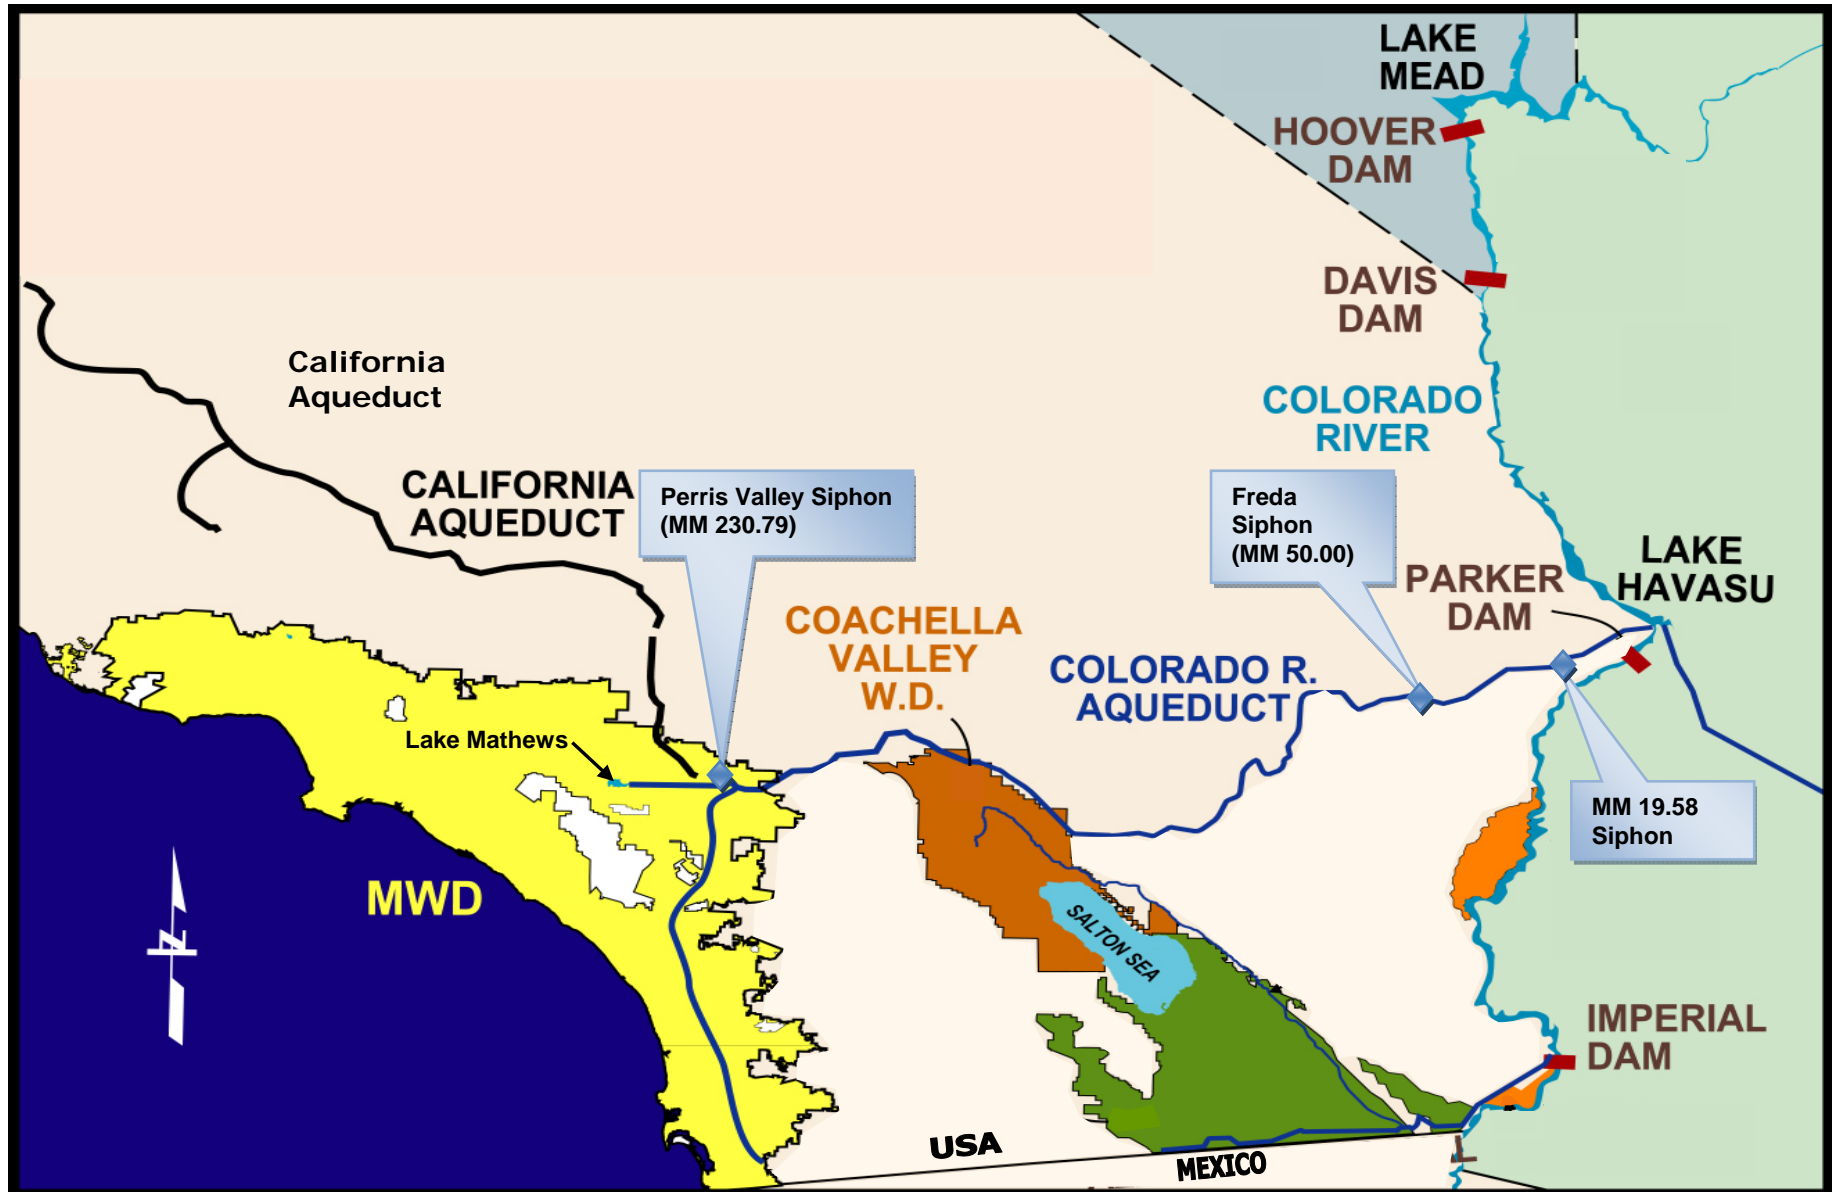 LAKE
MEAD
HOOVER
DAM
DAVIS
DAM
California
Aqueduct
COLORADO
RIVER
CALIFORNIA
AQUEDUCT
Perris Valley Siphon
(MM 230.79)
Freda
Siphon
(MM 50.00)
LAKE
HAVASU
PARKER
DAM
COACHELLA
VALLEY
W.D.
COLORADO R.
AQUEDUCT
Lake Mathews
MM 19.58
Siphon
MWD
SALTON SEA
IMPERIAL
DAM
USA
MEXICO